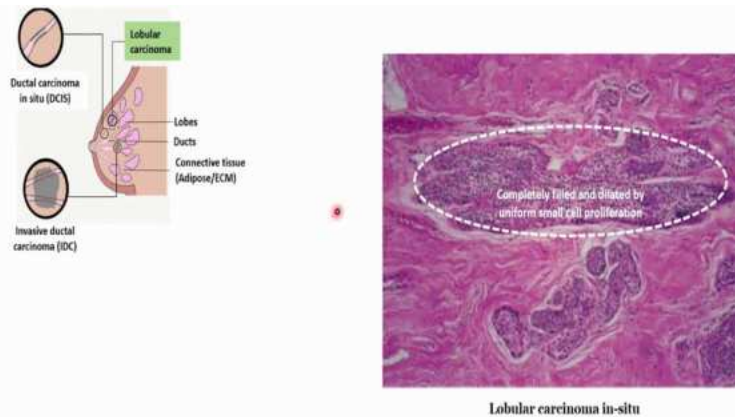 Lobular
carcinoma
Ductal carcinoma
in situ (DCIS)
Lobes
Ducts
Connective tissue
(Adipose/ECM)
Invasive ductal
carcinoma (IDC)
Completely filled and dilated by
uniform small cell proliferation
Lobular carcinoma in-situ